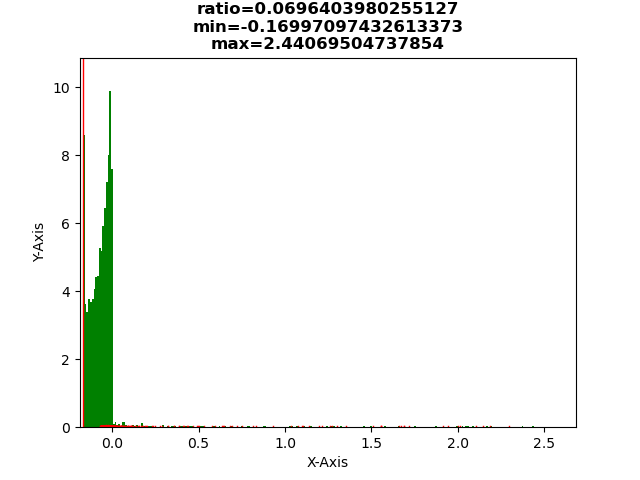 ratio=0.0696403980255127
min=-0.16997097432613373
max=2.44069504737854
10
8
6
4
2
0
Y-Axis
0.0 0.5 1.0 1.5 2.0 2.5
X-Axis